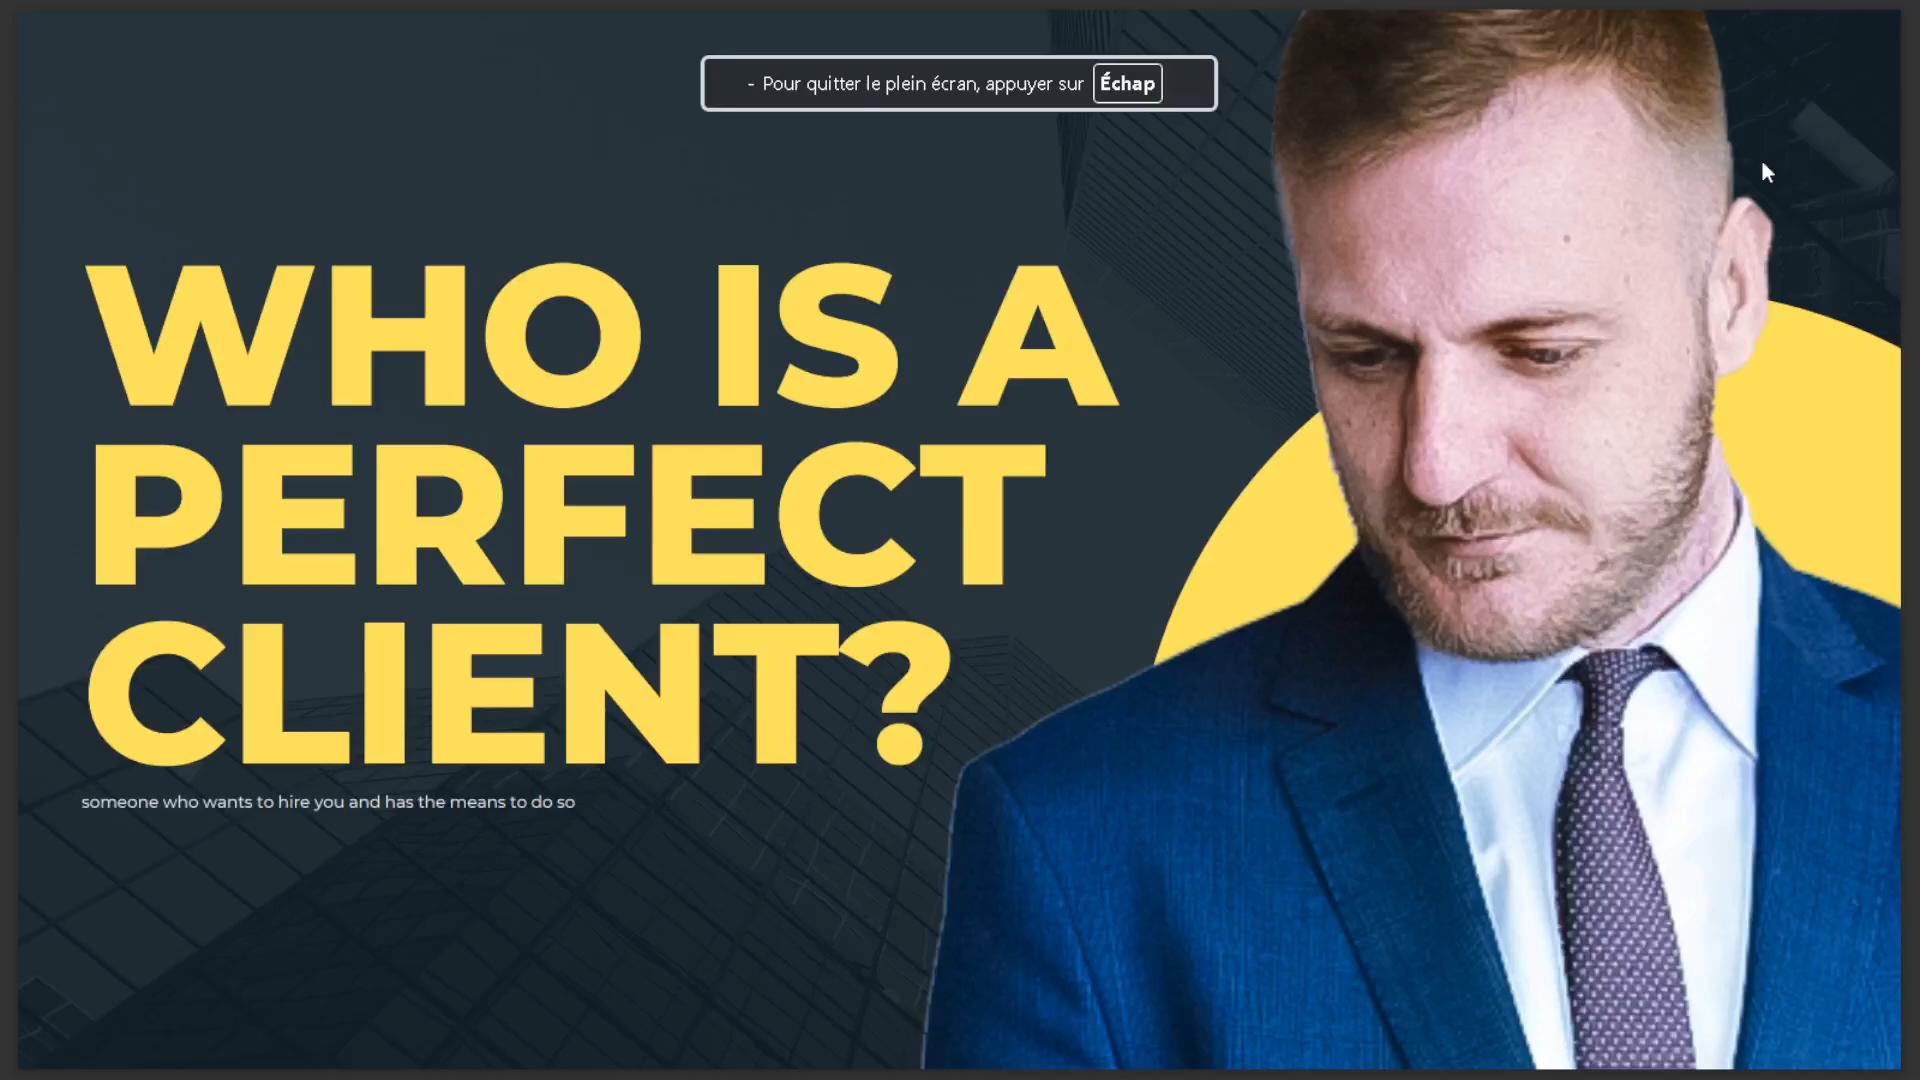 - Pour quitter le plein écran, appuyer sur Échap
WHO IS A
PERFECT
CLIENT?
someone who wants to hire you and has the means to do so